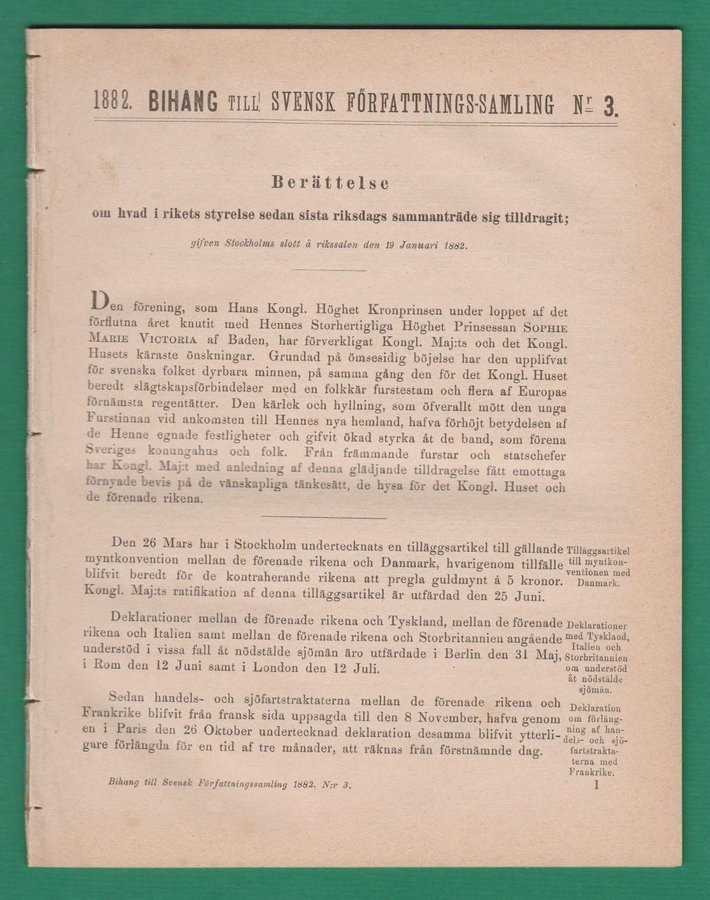 1882. BIHANG TILL SVENSK FÖRFATTNINGS-SAMLING Nr 3.
Berättelse
om hvad i rikets styrelse sedan sista riksdags sammanträde sig tilldragit;
gifven Stockholms slott å rikssalen den 19 Januari 1882.
Den förening, som Hans Kongl. Höghet Kronprinsen under loppet af det
förflutna året knutit med Hennes Storhertigliga Höghet Prinsessan SOPHIE
MARIE VICTORIA af Baden, har förverkligat Kongl. Maj:ts och det Kongl.
Husets käraste önskningar. Grundad på ömsesidig böjelse har den upplifvat
för svenska folket dyrbara minnen, på samma gång den för det Kongl. Huset
beredt slägtskapsförbindelser med en folkkär furstestam och flera af Europas
förnämsta regentätter. Den kärlek och hyllning, som öfverallt mött den unga
Furstinnan vid ankomsten till Hennes nya hemland, hafva förhöjt betydelsen af
de Henne egnade festligheter och gifvit ökad styrka åt de band, som förena
Sveriges konungahus och folk. Från främmande furstar och statschefer
har Kongl. Maj:t med anledning af denna glädjande tilldragelse fått emottaga
förnyade bevis på de vänskapliga tänkesätt, de hysa för det Kongl. Huset och
de förenade rikena.
Den 26 Mars har i Stockholm undertecknats en tilläggsartikel till gällande
myntkonvention mellan de förenade rikena och Danmark, hvarigenom tillfälle
blifvit beredt för de kontraherande rikena att pregla guldmynt å 5 kronor.
Kongl. Maj:ts ratifikation af denna tilläggsartikel är utfärdad den 25 Juni.
Tilläggsartikel
till myntkon-
ventionen med
Danmark.
Deklarationer mellan de förenade rikena och Tyskland, mellan de förenade
rikena och Italien samt mellan de förenade rikena och Storbritannien angående
understöd i vissa fall åt nödstälde sjömän äro utfärdade i Berlin den 31 Maj,
i Rom den 12 Juni samt i London den 12 Juli.
Deklarationer
med Tyskland,
Italien och
Storbritannien
om understöd
åt nödstälde
sjömän.
Sedan handels- och sjöfartstraktaterna mellan de förenade rikena och
Frankrike blifvit från fransk sida uppsagda till den 8 November, hafva genom
en i Paris den 26 Oktober undertecknad deklaration desamma blifvit ytterli-
gare förlängda för en tid af tre månader, att räknas från förstnämnde dag.
Deklaration
om förläng-
ning af han-
dels- och sjö-
fartstrakta-
terna med
Frankrike.
Bihang till Svensk Författningssamling 1882, N:r 3.
1